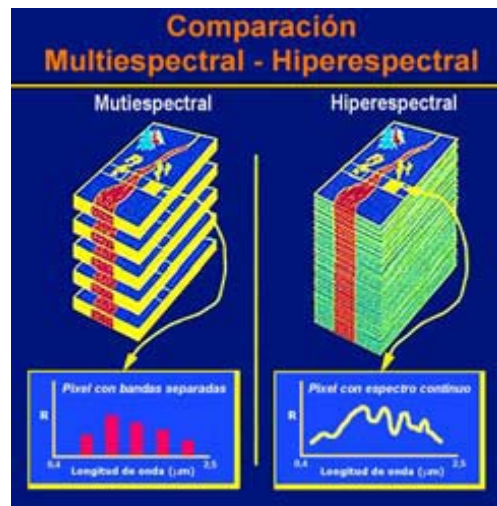 Comparación
Multiespectral - Hiperespectral
Mutiespectral
Hiperespectral
Pixel con bandas separadas
R
0,4
2,5
Longitud de onda (µm)
Pixel con espectro continuo
R
0,4
2,5
Longitud de onda (µm)